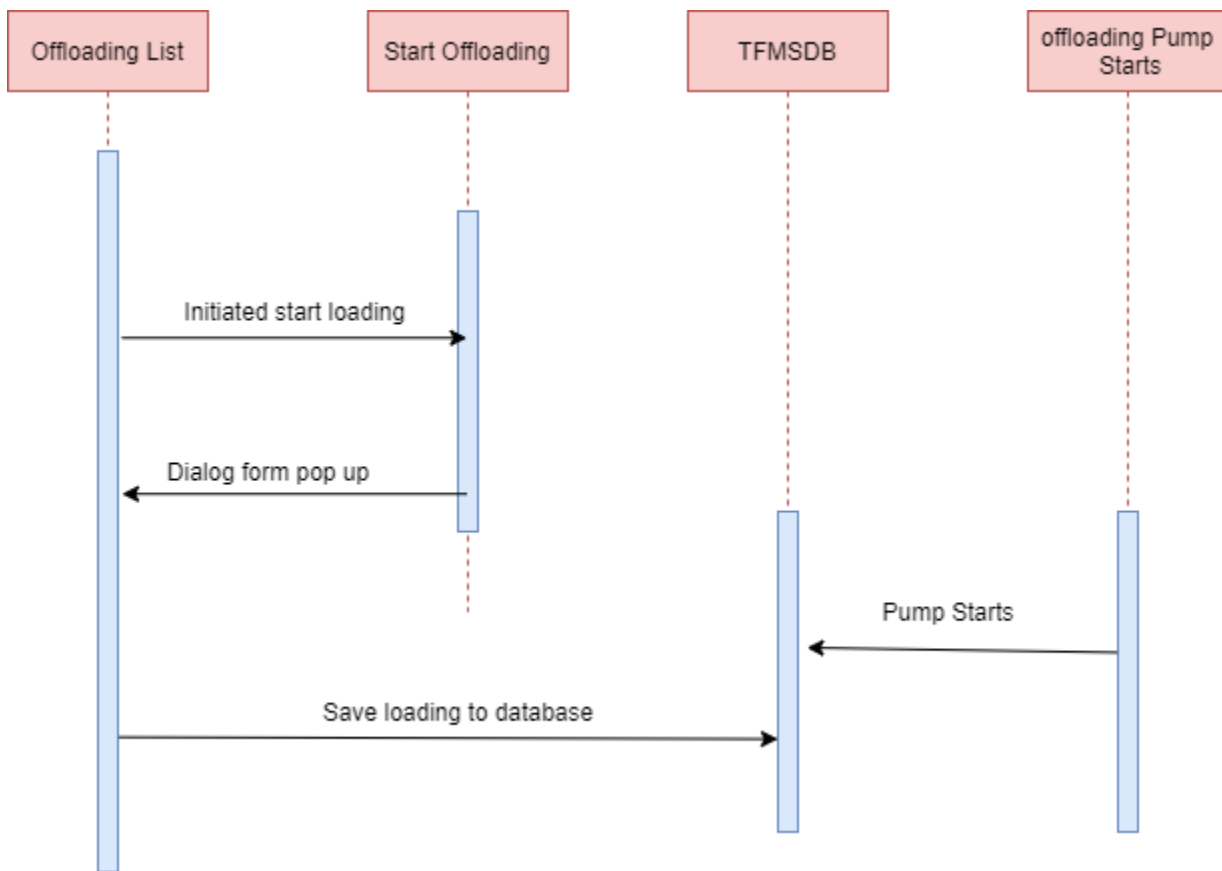 Offloading List
Start Offloading
TFMSDB
offloading Pump
Starts
Initiated start loading
Dialog form pop up
Pump Starts
Save loading to database